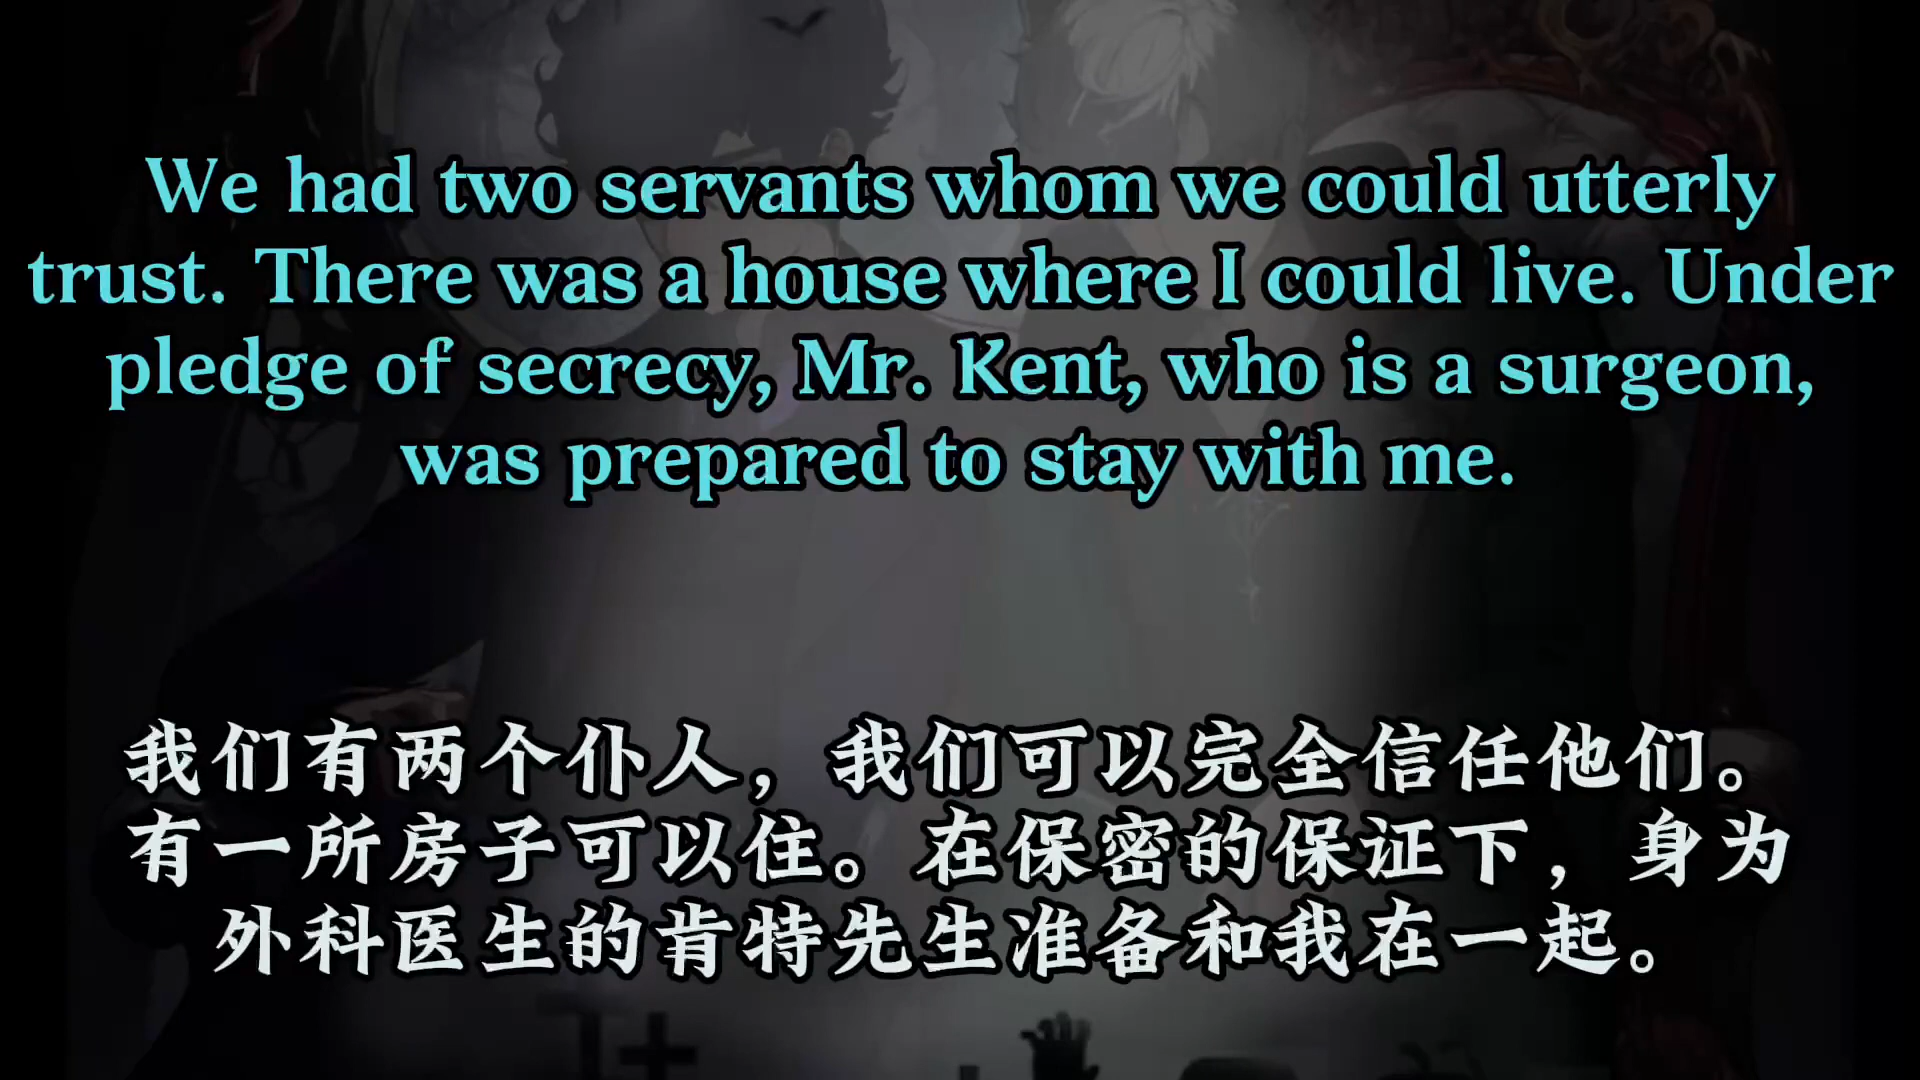 We had two servants whom we could utterly
trust. There was a house where I could live. Under
pledge of secrecy, Mr. Kent, who is a surgeon,
was prepared to stay with me.
我们有两个仆人，我们可以完全信任他们。
有一所房子可以住。在保密的保证下，身为
外科医生的肯特先生准备和我在一起。